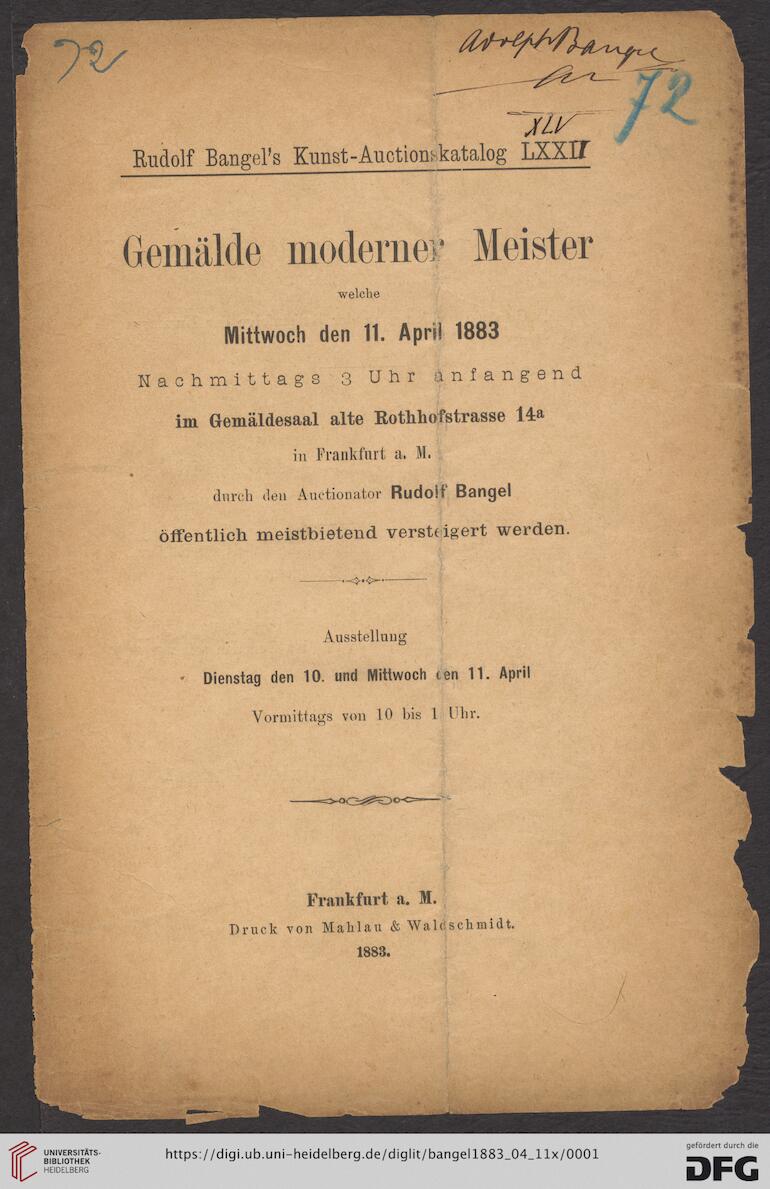 72
Adolph Bangel
72
XLV
Rudolf Bangel's Kunst-Auctionskatalog LXXII
Gemälde moderner Meister
welche
Mittwoch den 11. April 1883
Nachmittags 3 Uhr anfangend
im Gemäldesaal alte Rothhofstrasse 14a
in Frankfurt a. M.
durch den Auctionator Rudolf Bangel
öffentlich meistbietend versteigert werden.
Ausstellung
Dienstag den 10. und Mittwoch den 11. April
Vormittags von 10 bis 1 Uhr.
Frankfurt a. M.
Druck von Mahlau & Waldschmidt.
1883.
UNIVERSITÄTS-
BIBLIOTHEK
HEIDELBERG
https://digi.ub.uni-heidelberg.de/diglit/bangel1883_04_11x/0001
gefördert durch die
DFG